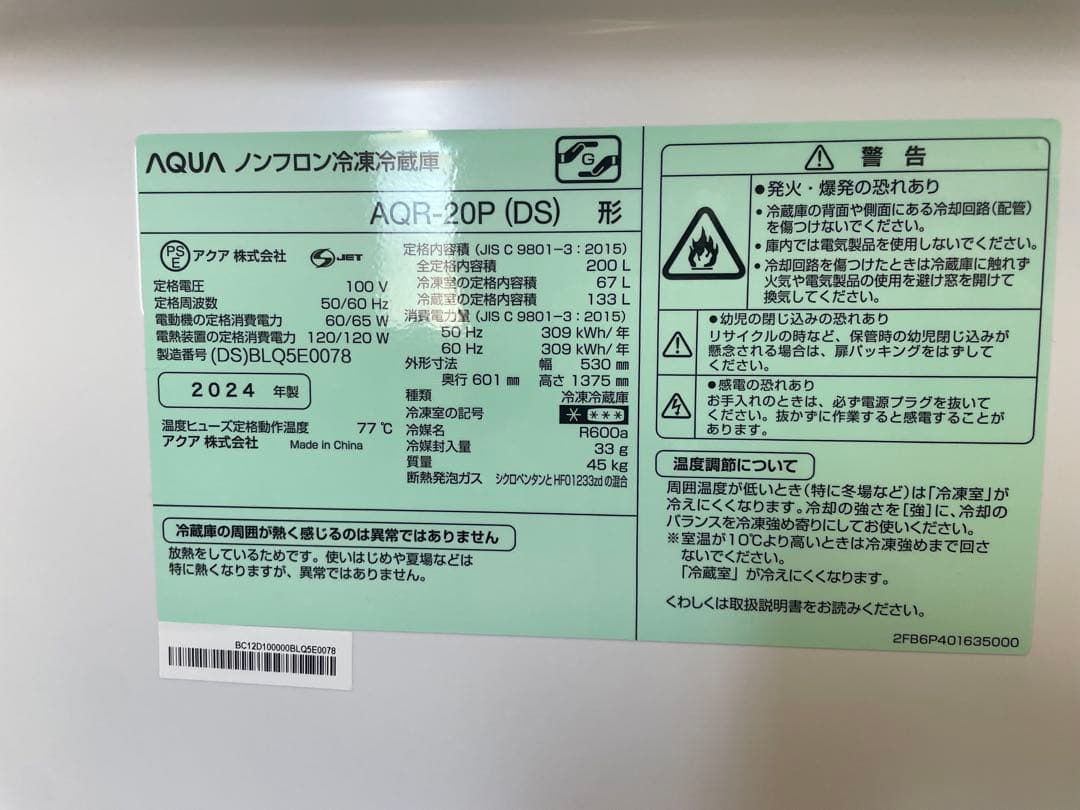 AQUA ノンフロン冷凍冷蔵庫
G
AQR-20P (DS) 形
PSE アクア 株式会社 JET
定格電圧 100 V
定格周波数 50/60 Hz
電動機の定格消費電力 60/65 W
電熱装置の定格消費電力 120/120 W
製造番号 (DS)BLQ5E0078
2024 年製
温度ヒューズ定格動作温度 77 ℃
アクア 株式会社 Made in China
定格内容積 (JIS C 9801-3 : 2015)
全定格内容積 200 L
冷凍室の定格内容積 67 L
冷蔵室の定格内容積 133 L
消費電力量 (JIS C 9801-3 : 2015)
50 Hz 309 kWh/年
60 Hz 309 kWh/年
外形寸法 幅 530 ㎜
奥行 601 ㎜ 高さ 1375 ㎜
種類 冷凍冷蔵庫
冷凍室の記号
冷媒名 R600a
冷媒封入量 33 g
質量 45 kg
断熱発泡ガス シクロペンタンとHFO1233zdの混合
冷蔵庫の周囲が熱く感じるのは異常ではありません
放熱をしているためです。使いはじめや夏場などは
特に熱くなりますが、異常ではありません。
BC12D100000BLQ5E0078
警告
●発火・爆発の恐れあり
・冷蔵庫の背面や側面にある冷却回路(配管)
を傷つけないでください。
・庫内では電気製品を使用しないでください。
・冷却回路を傷つけたときは冷蔵庫に触れず
火気や電気製品の使用を避け窓を開けて
換気してください。
●幼児の閉じ込みの恐れあり
リサイクルの時など、保管時の幼児閉じ込みが
懸念される場合は、扉パッキングをはずして
ください。
●感電の恐れあり
お手入れのときは、必ず電源プラグを抜いて
ください。抜かずに作業すると感電することが
あります。
温度調節について
周囲温度が低いとき(特に冬場など)は「冷凍室」が
冷えにくくなります。冷却の強さを[強]に、冷却の
バランスを冷凍強め寄りにしてお使いください。
※室温が10℃より高いときは冷凍強めまで回さ
ないでください。
「冷蔵室」が冷えにくくなります。
くわしくは取扱説明書をお読みください。
2FB6P401635000